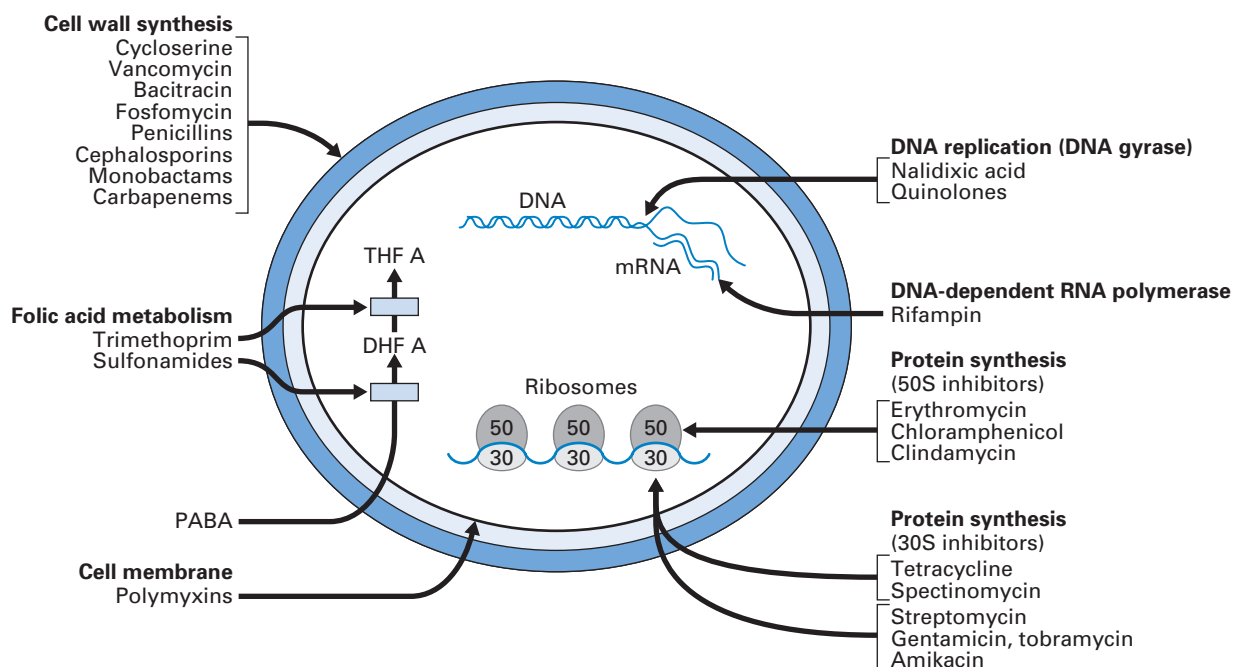 Cell wall synthesis
Cycloserine
Vancomycin
Bacitracin
Fosfomycin
Penicillins
Cephalosporins
Monobactams
Carbapenems
DNA replication (DNA gyrase)
Nalidixic acid
Quinolones
DNA
mRNA
THF A
DNA-dependent RNA polymerase
Rifampin
Folic acid metabolism
Trimethoprim
Sulfonamides
DHF A
Protein synthesis
(50S inhibitors)
Erythromycin
Chloramphenicol
Clindamycin
Ribosomes
50 50 50
30 30 30
PABA
Cell membrane
Polymyxins
Protein synthesis
(30S inhibitors)
Tetracycline
Spectinomycin
Streptomycin
Gentamicin, tobramycin
Amikacin